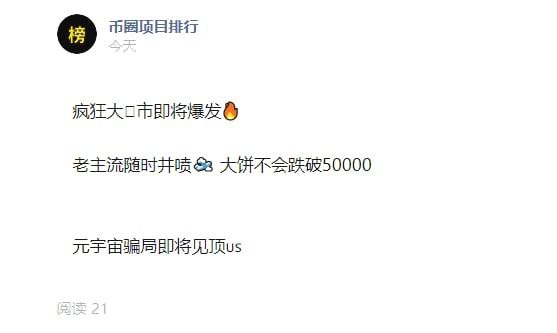 榜
币圈项目排行
今天
疯狂大□市即将爆发🔥
老主流随时井喷🌬 大饼不会跌破50000
元宇宙骗局即将见顶us
阅读 21